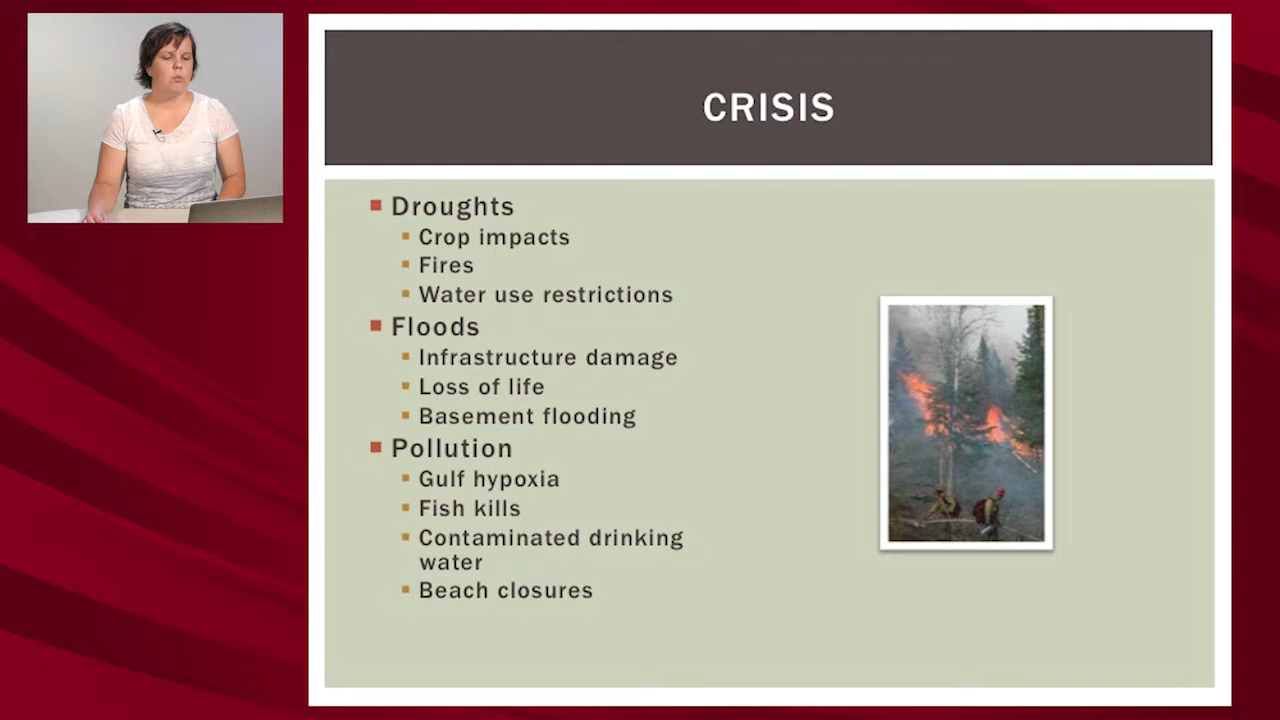 CRISIS
Droughts
Crop impacts
Fires
Water use restrictions
Floods
Infrastructure damage
Loss of life
Basement flooding
Pollution
Gulf hypoxia
Fish kills
Contaminated drinking
water
Beach closures